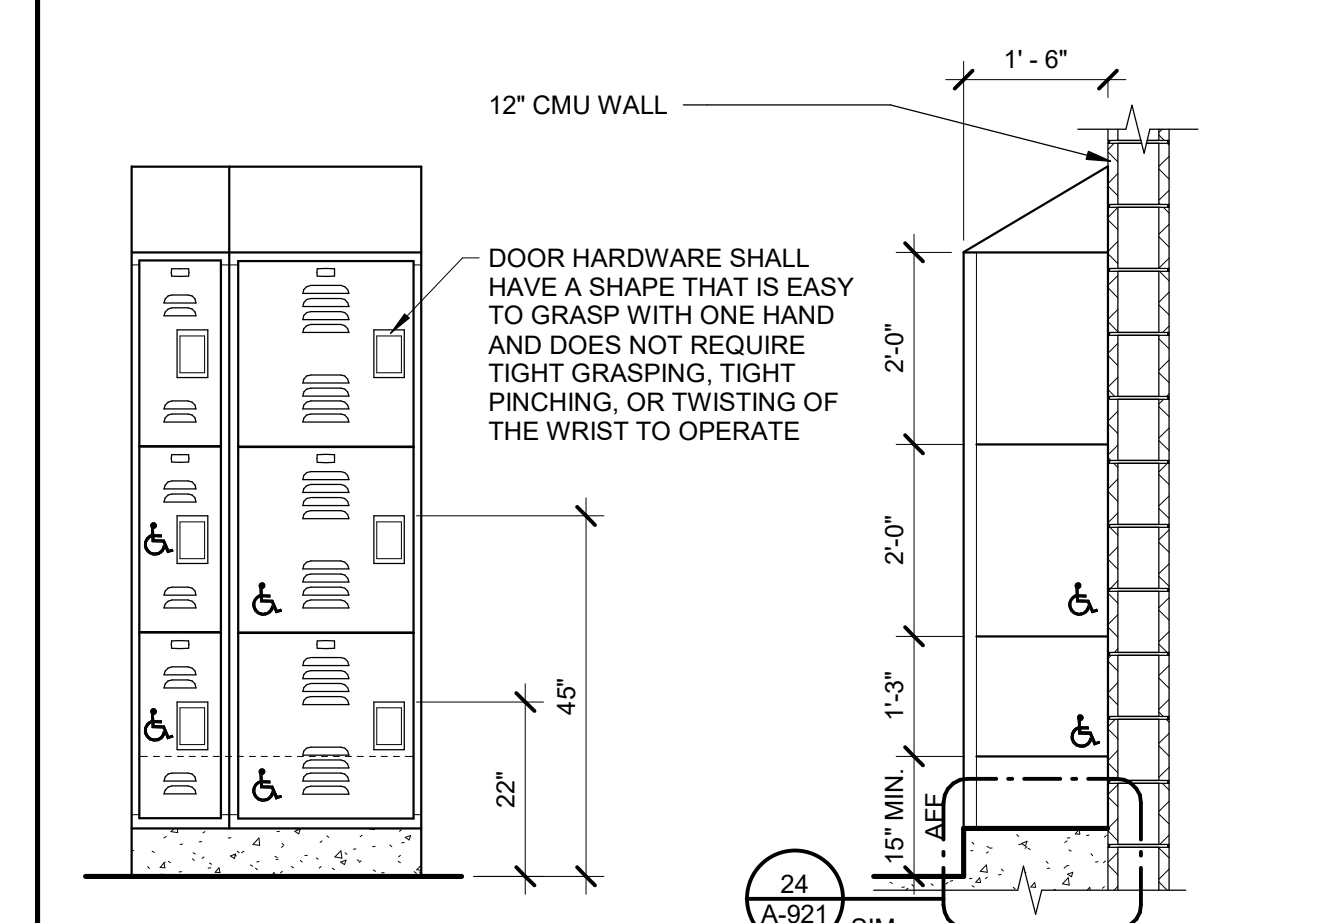 1' - 6"
12" CMU WALL
DOOR HARDWARE SHALL
HAVE A SHAPE THAT IS EASY
TO GRASP WITH ONE HAND
AND DOES NOT REQUIRE
TIGHT GRASPING, TIGHT
PINCHING, OR TWISTING OF
THE WRIST TO OPERATE
2'-0"
2'-0"
1'-3"
15" MIN.
AFF
45"
22"
24
A-921
SIM